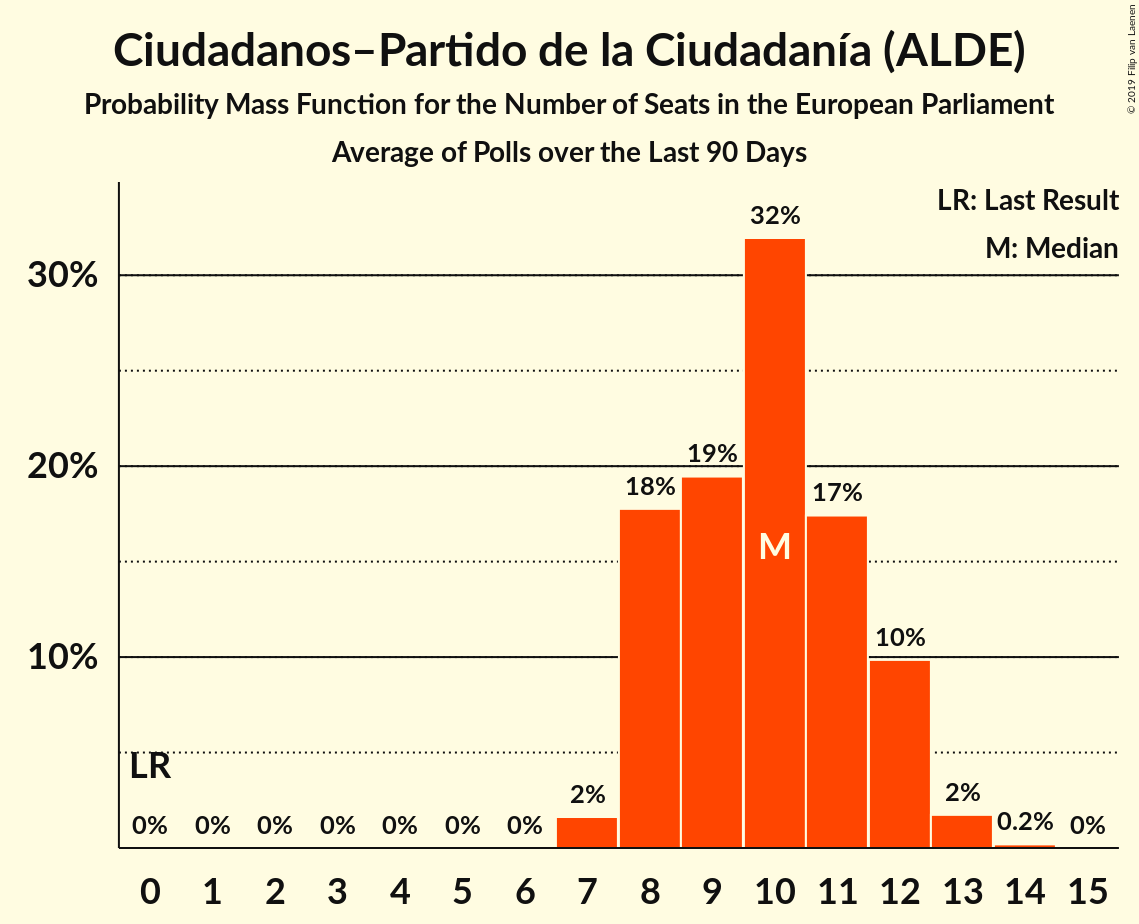 Ciudadanos–Partido de la Ciudadanía (ALDE)
Probability Mass Function for the Number of Seats in the European Parliament
Average of Polls over the Last 90 Days
© 2019 Filip van Laenen
LR: Last Result
M: Median
32%
30%
20%
19%
18%
17%
M
10%
10%
LR
0% 0% 0% 0% 0% 0% 0% 2% 2% 0.2% 0%
0 1 2 3 4 5 6 7 8 9 10 11 12 13 14 15